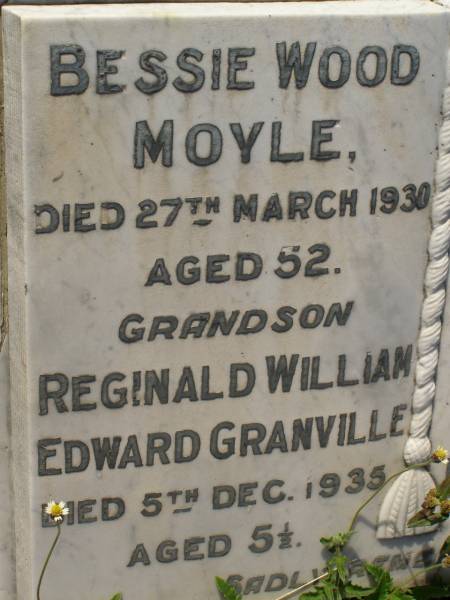 BESSIE WOOD
MOYLE,
DIED 27TH MARCH 1930
AGED 52.
GRANDSON
REGINALD WILLIAM
EDWARD GRANVILLE
DIED 5TH DEC. 1935
AGED 5½.
SADLY